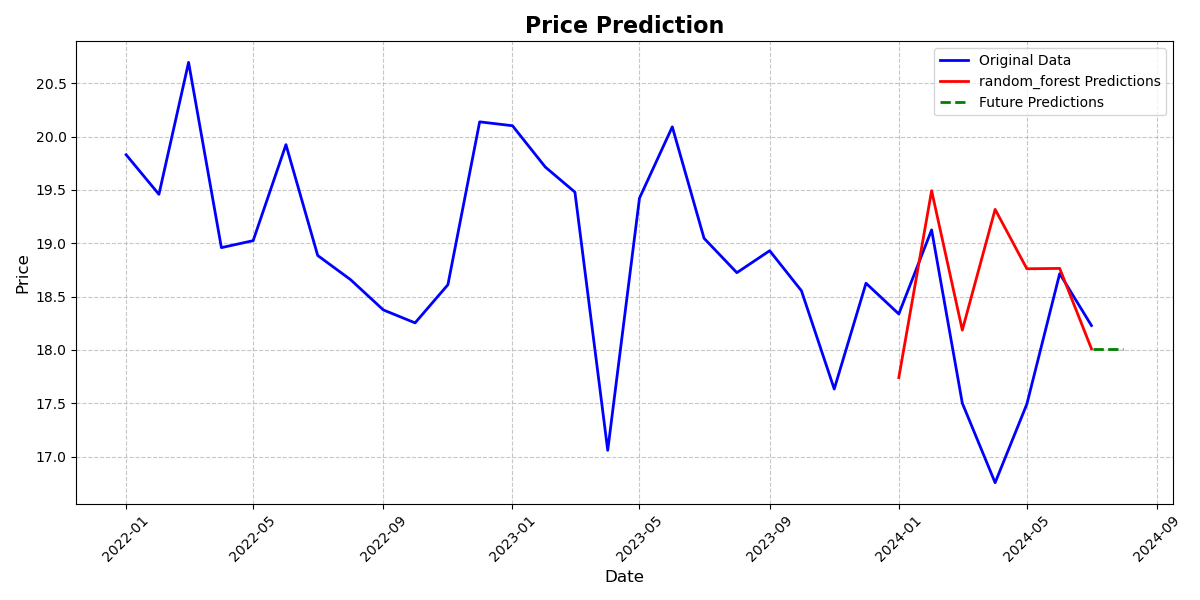 Price Prediction
Original Data
random_forest Predictions
Future Predictions
Price
20.5
20.0
19.5
19.0
18.5
18.0
17.5
17.0
2022-01
2022-05
2022-09
2023-01
2023-05
2023-09
2024-01
2024-05
2024-09
Date